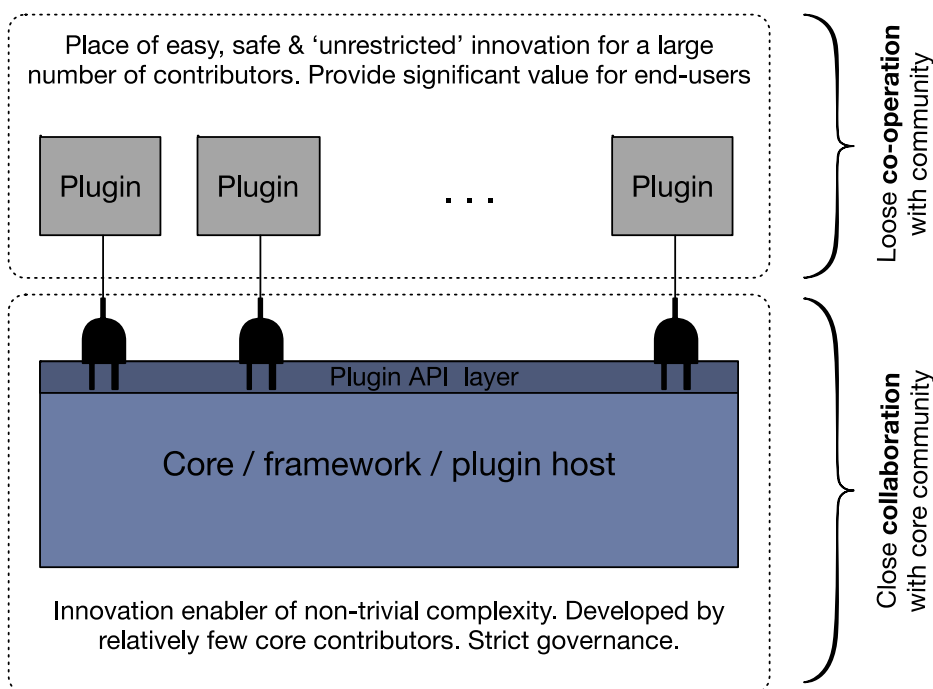 Place of easy, safe & ‘unrestricted’ innovation for a large
number of contributors. Provide significant value for end-users
Plugin
Plugin
. . .
Plugin
Loose co-operation
with community
Plugin API layer
Core / framework / plugin host
Innovation enabler of non-trivial complexity. Developed by
relatively few core contributors. Strict governance.
Close collaboration
with core community